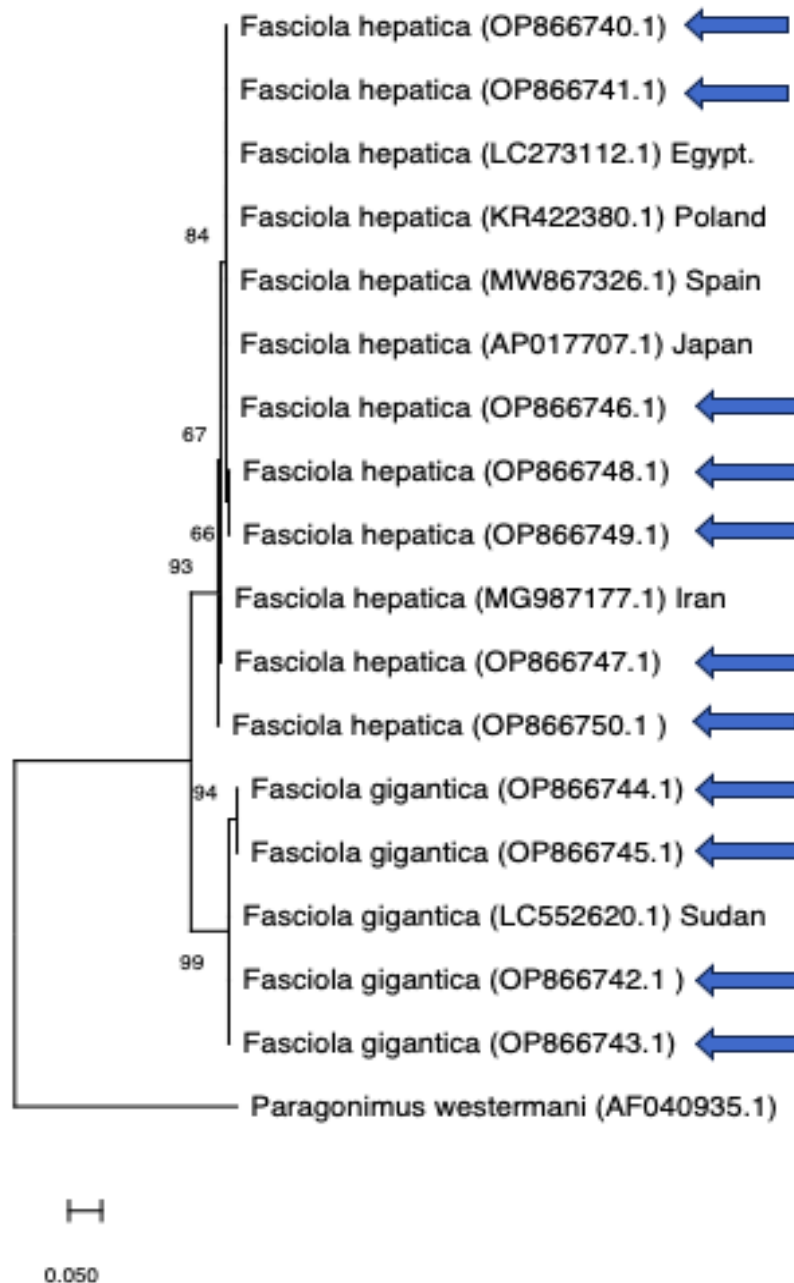 Fasciola hepatica (OP866740.1)
Fasciola hepatica (OP866741.1)
Fasciola hepatica (LC273112.1) Egypt.
84
Fasciola hepatica (KR422380.1) Poland
Fasciola hepatica (MW867326.1) Spain
Fasciola hepatica (AP017707.1) Japan
Fasciola hepatica (OP866746.1)
67
Fasciola hepatica (OP866748.1)
66
Fasciola hepatica (OP866749.1)
93
Fasciola hepatica (MG987177.1) Iran
Fasciola hepatica (OP866747.1)
Fasciola hepatica (OP866750.1 )
94
Fasciola gigantica (OP866744.1)
Fasciola gigantica (OP866745.1)
Fasciola gigantica (LC552620.1) Sudan
99
Fasciola gigantica (OP866742.1 )
Fasciola gigantica (OP866743.1)
Paragonimus westermani (AF040935.1)
0.050